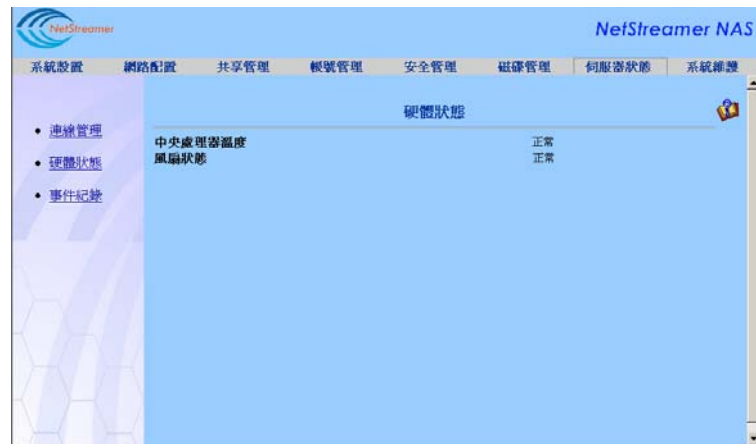 NetStreamer
NetStreamer NAS
系統設置 網路配置 共享管理 帳號管理 安全管理 磁碟管理 伺服器狀態 系統維護
硬體狀態
連線管理
硬體狀態
事件紀錄
中央處理器溫度 正常
風扇狀態 正常